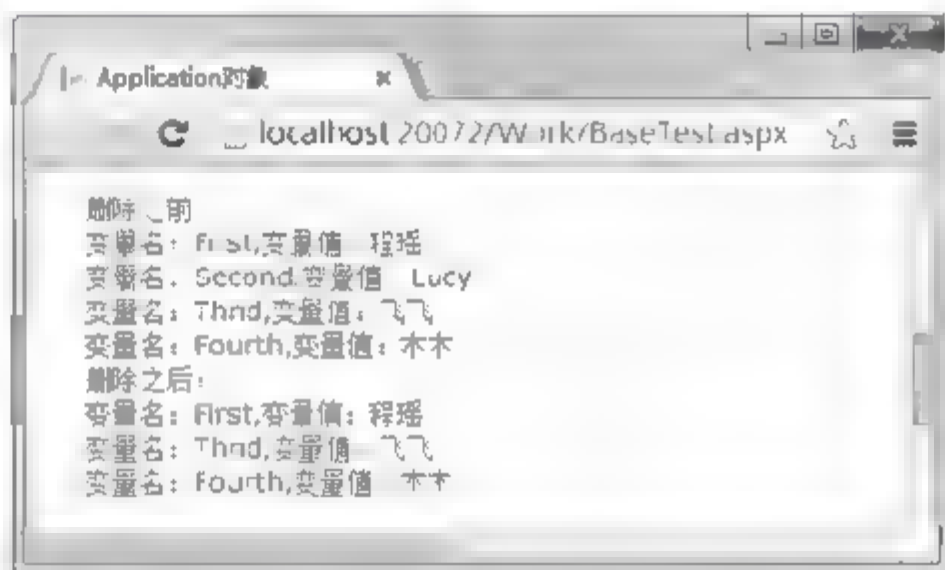 Application对象
localhost:20072/Work/BaseTest.aspx
删除之前
变量名：First,变量值：程瑶
变量名：Second,变量值：Lucy
变量名：Thrid,变量值：飞飞
变量名：Fourth,变量值：木木
删除之后：
变量名：First,变量值：程瑶
变量名：Thrid,变量值：飞飞
变量名：Fourth,变量值：木木